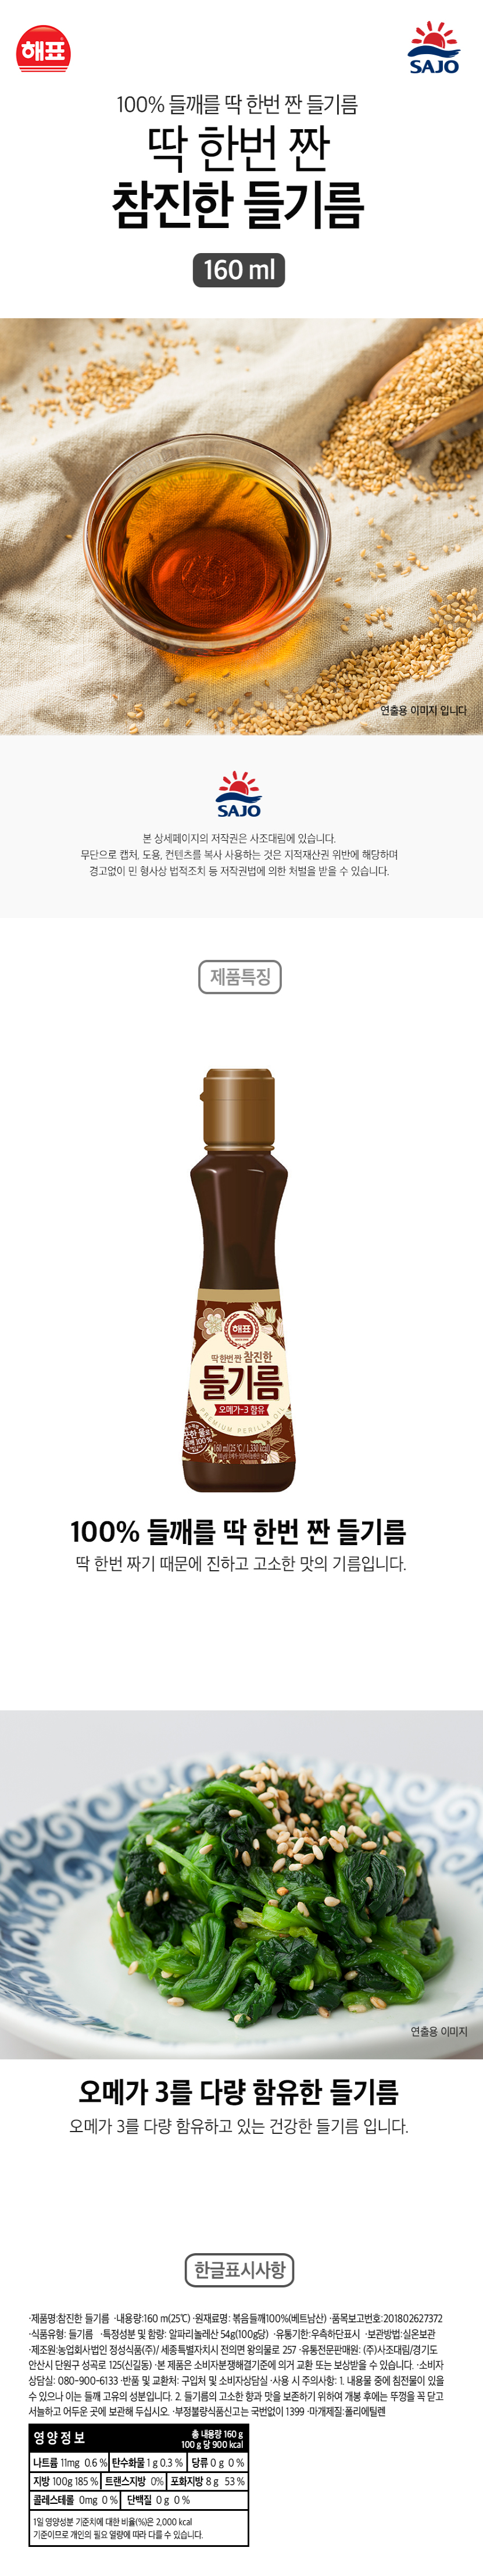 해표
SAJO
100% 들깨를 딱 한번 짠 들기름
딱 한번 짠
참진한 들기름
160 ml
연출용 이미지 입니다
SAJO
본 상세페이지의 저작권은 사조대림에 있습니다.
무단으로 캡처, 도용, 컨텐츠를 복사 사용하는 것은 지적재산권 위반에 해당하며
경고없이 민 형사상 법적조치 등 저작권법에 의한 처벌을 받을 수 있습니다.
제품특징
해표
딱한번짠 참진한
들기름
오메가-3 함유
PREMIUM PERILLA OIL
160 ml(25℃/1,330 kcal)
100% 들깨를 딱 한번 짠 들기름
딱 한번 짜기 때문에 진하고 고소한 맛의 기름입니다.
연출용 이미지
오메가 3를 다량 함유한 들기름
오메가 3를 다량 함유하고 있는 건강한 들기름 입니다.
한글표시사항
·제품명:참진한 들기름 ·내용량:160 m(25℃) ·원재료명: 볶음들깨100%(베트남산) ·품목보고번호:201802627372
·식품유형: 들기름 ·특정성분 및 함량: 알파리놀레산 54g(100g당) ·유통기한:우측하단표시 ·보관방법:실온보관
·제조원:농업회사법인 정성식품(주)/ 세종특별자치시 전의면 왕의물로 257 ·유통전문판매원: (주)사조대림/경기도
안산시 단원구 성곡로 125(신길동) ·본 제품은 소비자분쟁해결기준에 의거 교환 또는 보상받을 수 있습니다. ·소비자
상담실: 080-900-6133 ·반품 및 교환처: 구입처 및 소비자상담실 ·사용 시 주의사항: 1. 내용물 중에 침전물이 있을
수 있으나 이는 들깨 고유의 성분입니다. 2. 들기름의 고소한 향과 맛을 보존하기 위하여 개봉 후에는 뚜껑을 꼭 닫고
서늘하고 어두운 곳에 보관해 두십시오. ·부정불량식품신고는 국번없이 1399 ·마개재질:폴리에틸렌
영양정보
총 내용량 160 g
100 g 당 900 kcal
나트륨 11mg 0.6 % 탄수화물 1 g 0.3 % 당류 0 g 0 %
지방 100g 185 % 트랜스지방 0% 포화지방 8 g 53 %
콜레스테롤 0mg 0 % 단백질 0 g 0 %
1일 영양성분 기준치에 대한 비율(%)은 2,000 kcal
기준이므로 개인의 필요 열량에 따라 다를 수 있습니다.